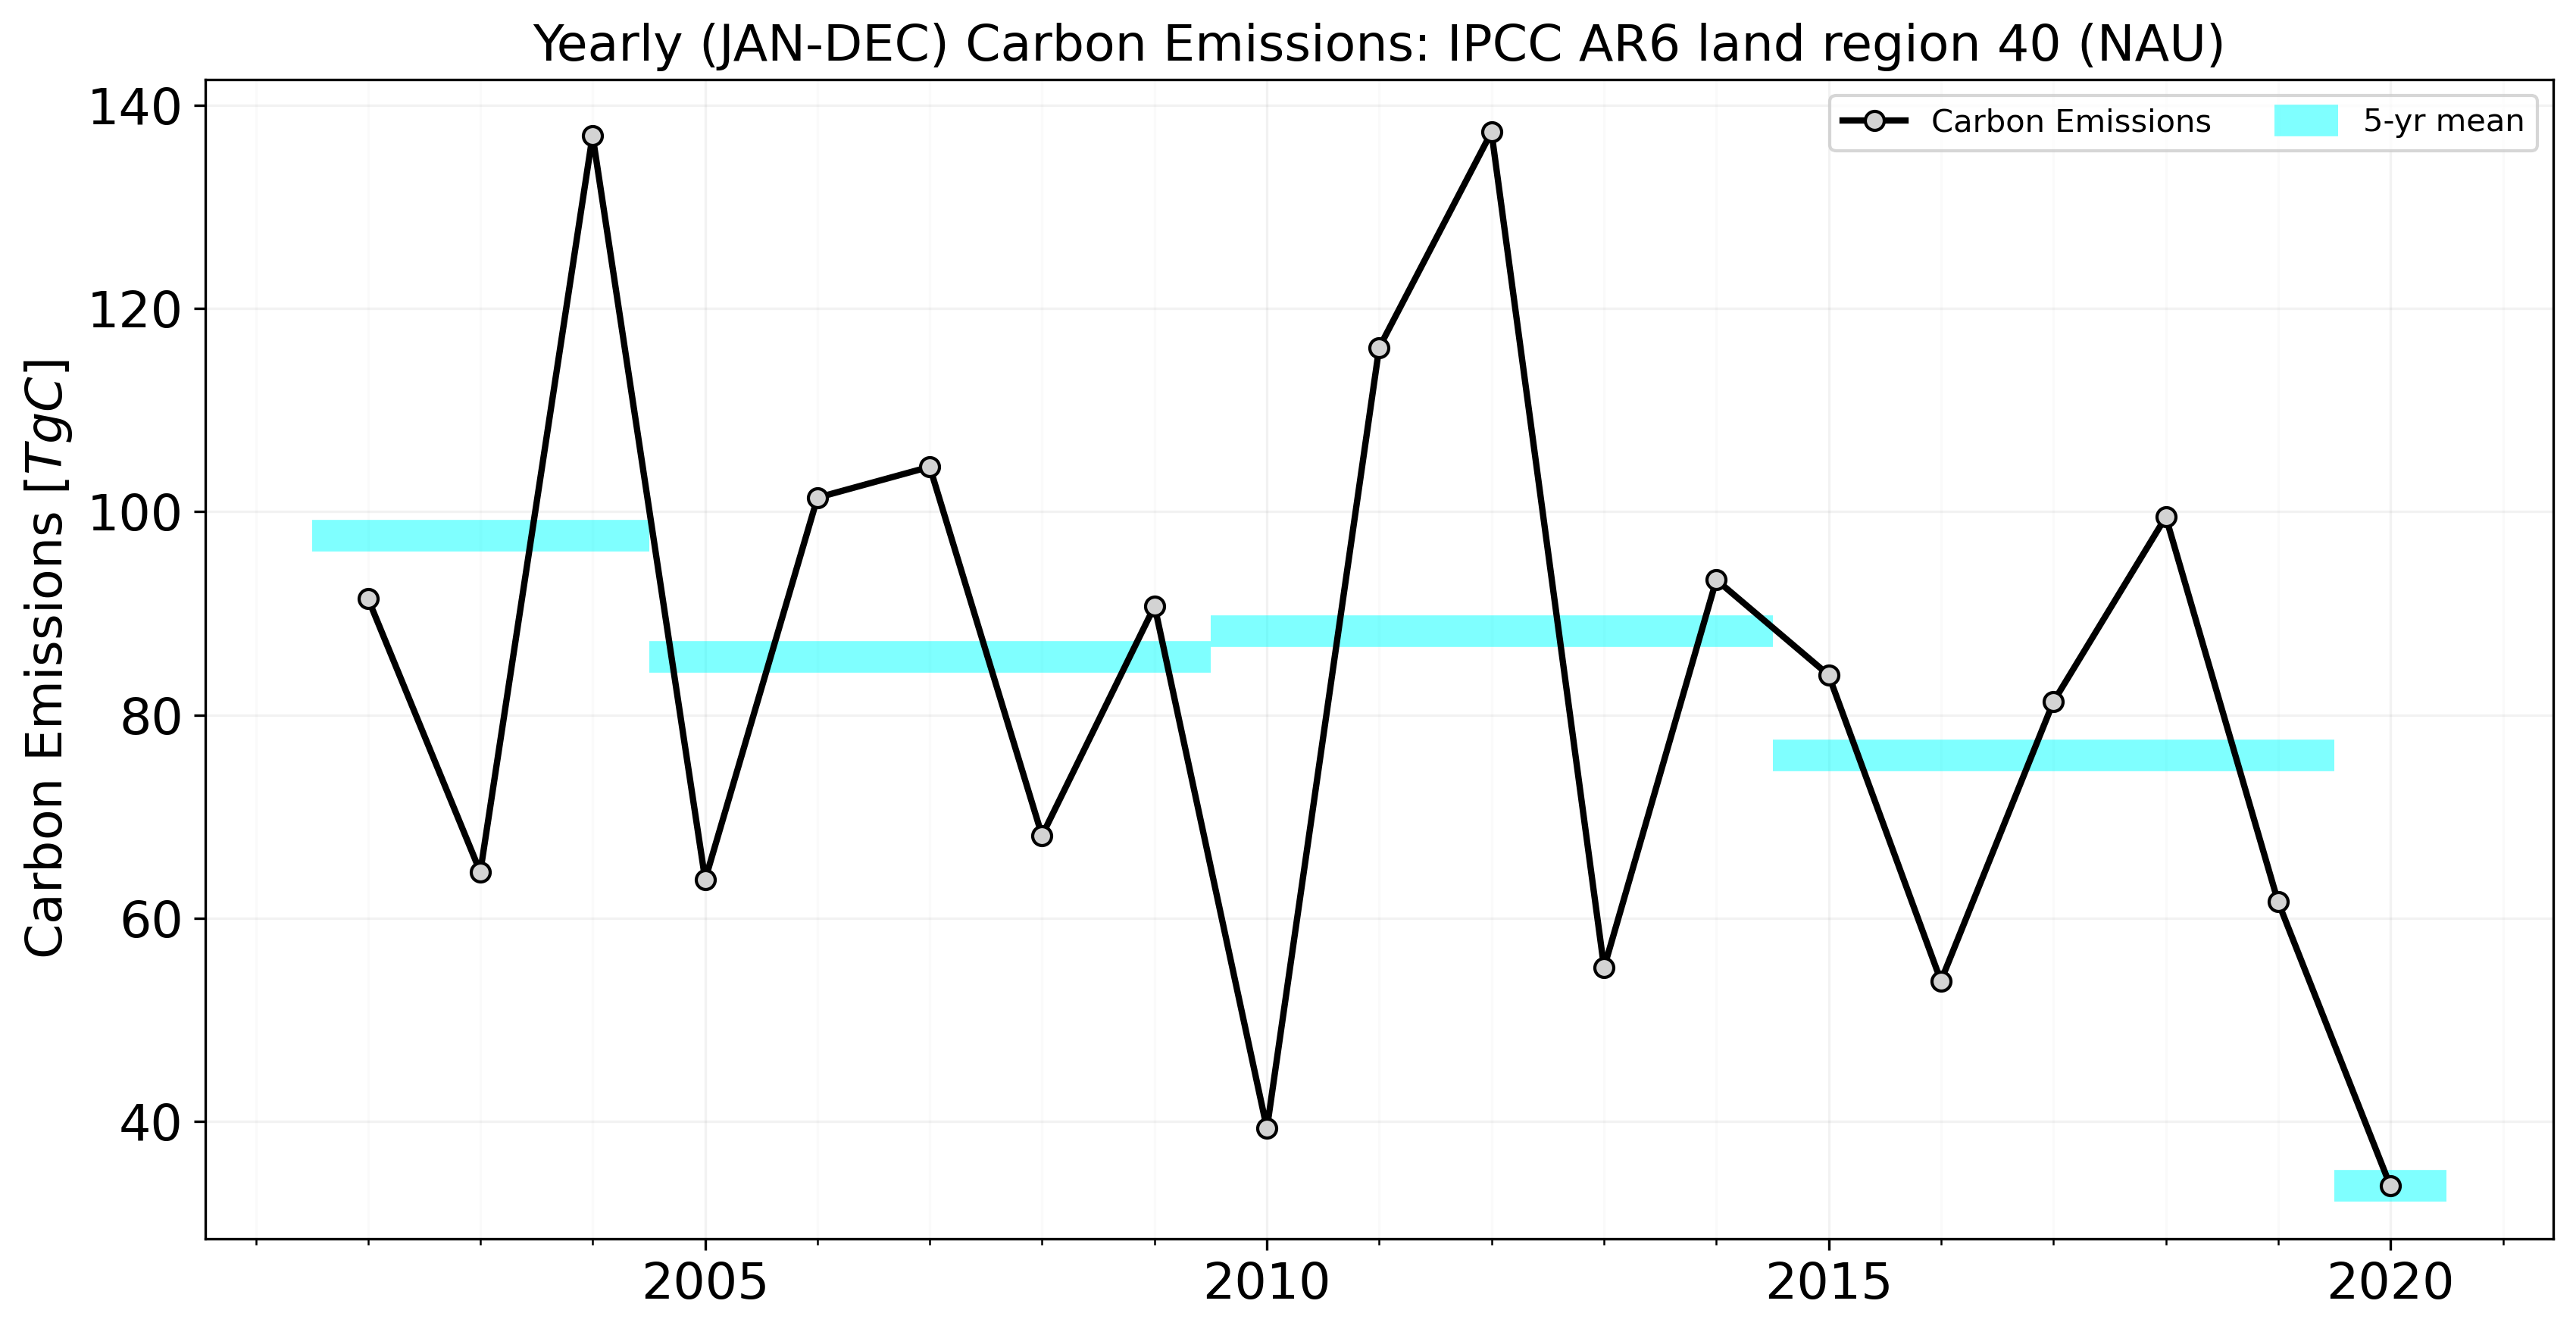 Yearly (JAN-DEC) Carbon Emissions: IPCC AR6 land region 40 (NAU)
Carbon Emissions
5-yr mean
Carbon Emissions [TgC]
140
120
100
80
60
40
2005
2010
2015
2020